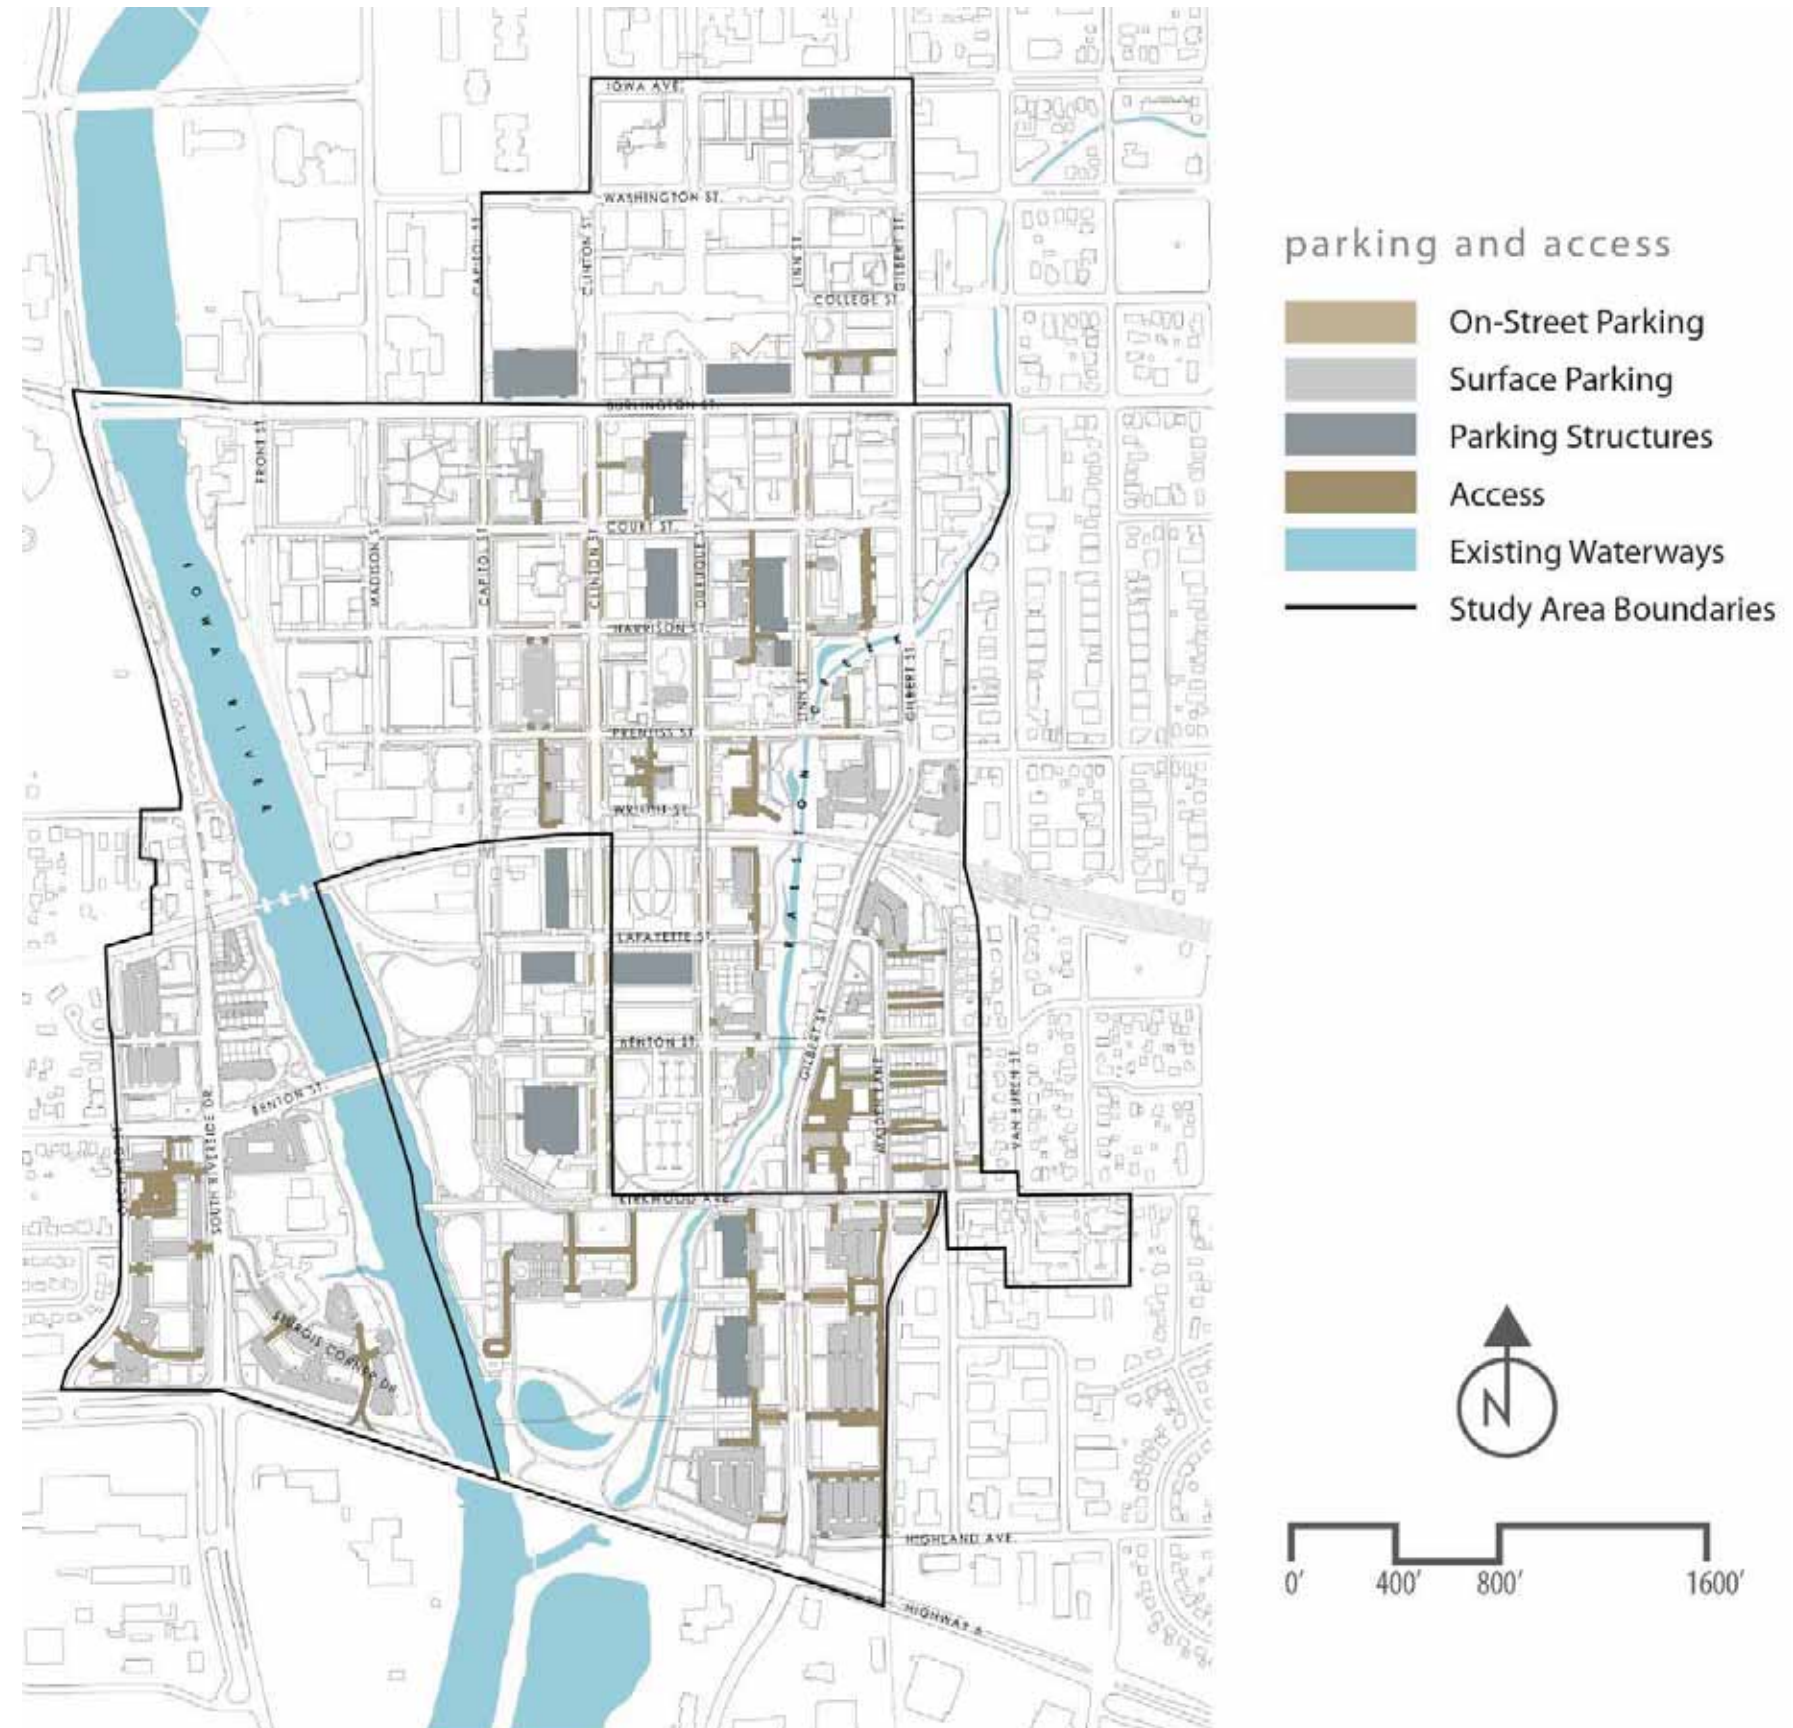 IOWA AVE.
WASHINGTON ST.
CAPITOL ST.
CLINTON ST.
LINN ST.
GILBERT ST.
COLLEGE ST.
BURLINGTON ST.
FRONT ST.
MADISON ST.
CAPITOL ST.
CLINTON ST.
COURT ST.
DUBUQUE ST.
HARRISON ST.
LINN ST.
GILBERT ST.
IOWA RIVER
RALSTON CREEK
PRENTISS ST.
WRIGHT ST.
LAFAYETTE ST.
BENTON ST.
GILBERT ST.
MAIDEN LANE
VAN BUREN ST.
BENTON ST.
SOUTH RIVERSIDE DR.
KIRKWOOD AVE.
STURGIS CORNER DR.
HIGHLAND AVE.
HIGHWAY 6
parking and access
On-Street Parking
Surface Parking
Parking Structures
Access
Existing Waterways
Study Area Boundaries
N
0' 400' 800' 1600'